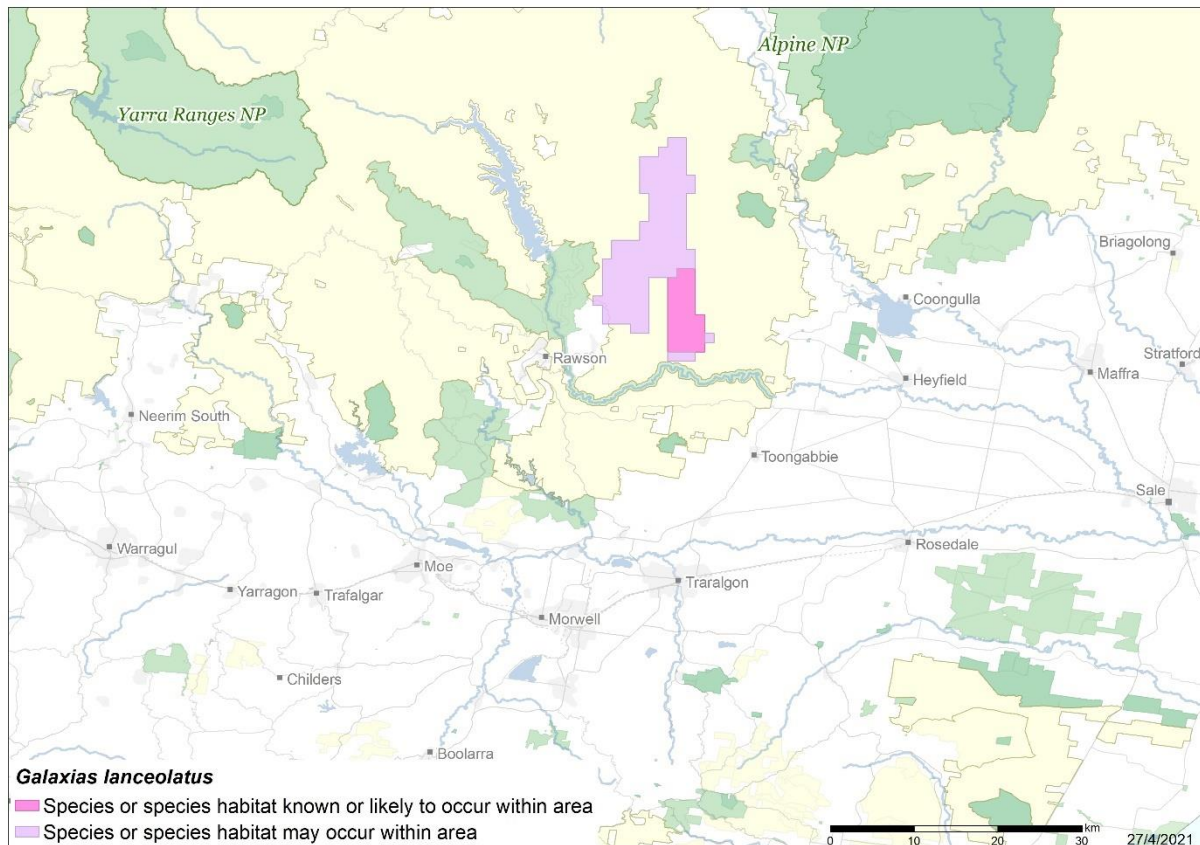 Alpine NP
Yarra Ranges NP
Briagolong
Coongulla
Rawson
Stratford
Heyfield
Maffra
Neerim South
Toongabbie
Sale
Warragul
Rosedale
Moe
Yarragon
Trafalgar
Traralgon
Morwell
Childers
Boolarra
Galaxias lanceolatus
Species or species habitat known or likely to occur within area
Species or species habitat may occur within area
km
0 10 20 30
27/4/2021